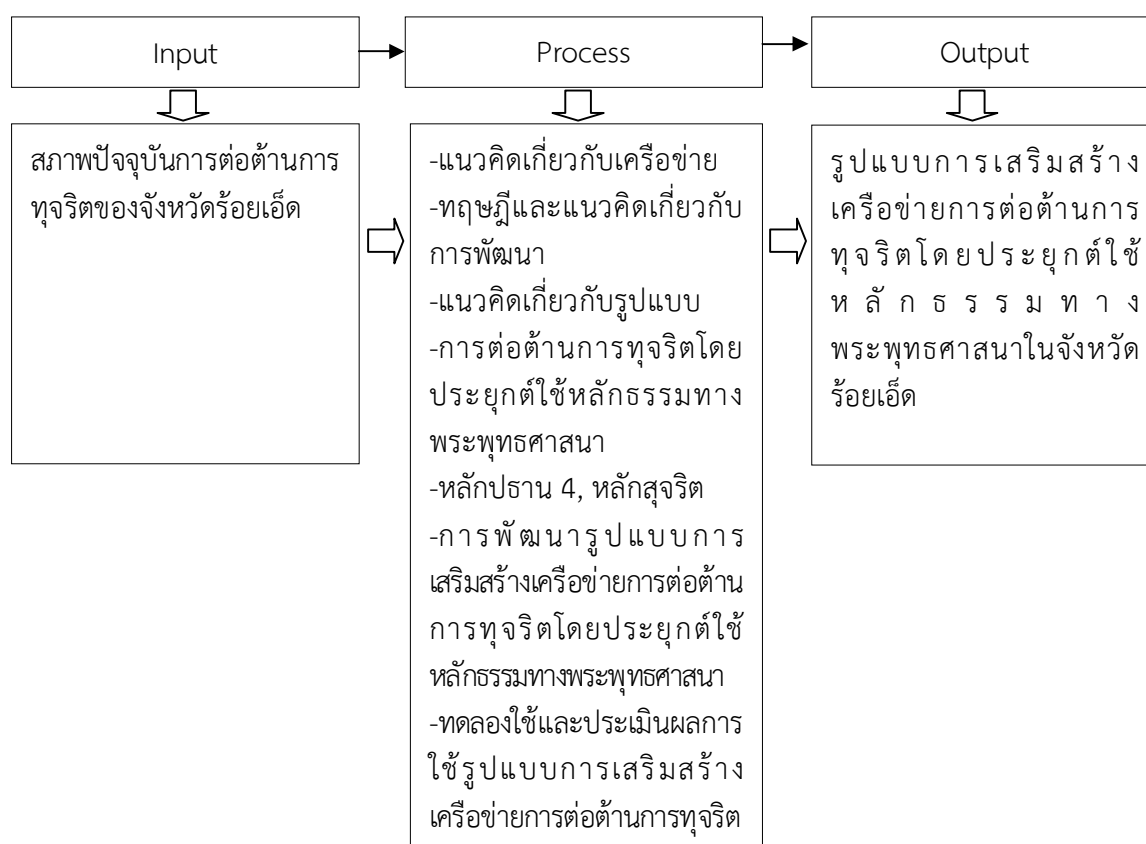 Input
Process
Output
สภาพปัจจุบันการต่อต้านการ
ทุจริตของจังหวัดร้อยเอ็ด
-แนวคิดเกี่ยวกับเครือข่าย
-ทฤษฎีและแนวคิดเกี่ยวกับ
การพัฒนา
-แนวคิดเกี่ยวกับรูปแบบ
-การต่อต้านการทุจริตโดย
ประยุกต์ใช้หลักธรรมทาง
พระพุทธศาสนา
-หลักปธาน 4, หลักสุจริต
-การพัฒนารูปแบบการ
เสริมสร้างเครือข่ายการต่อต้าน
การทุจริตโดยประยุกต์ใช้
หลักธรรมทางพระพุทธศาสนา
-ทดลองใช้และประเมินผลการ
ใช้รูปแบบการเสริมสร้าง
เครือข่ายการต่อต้านการทุจริต
รูปแบบการเสริมสร้าง
เครือข่ายการต่อต้านการ
ทุจริตโดยประยุกต์ใช้
หลักธรรมทาง
พระพุทธศาสนาในจังหวัด
ร้อยเอ็ด